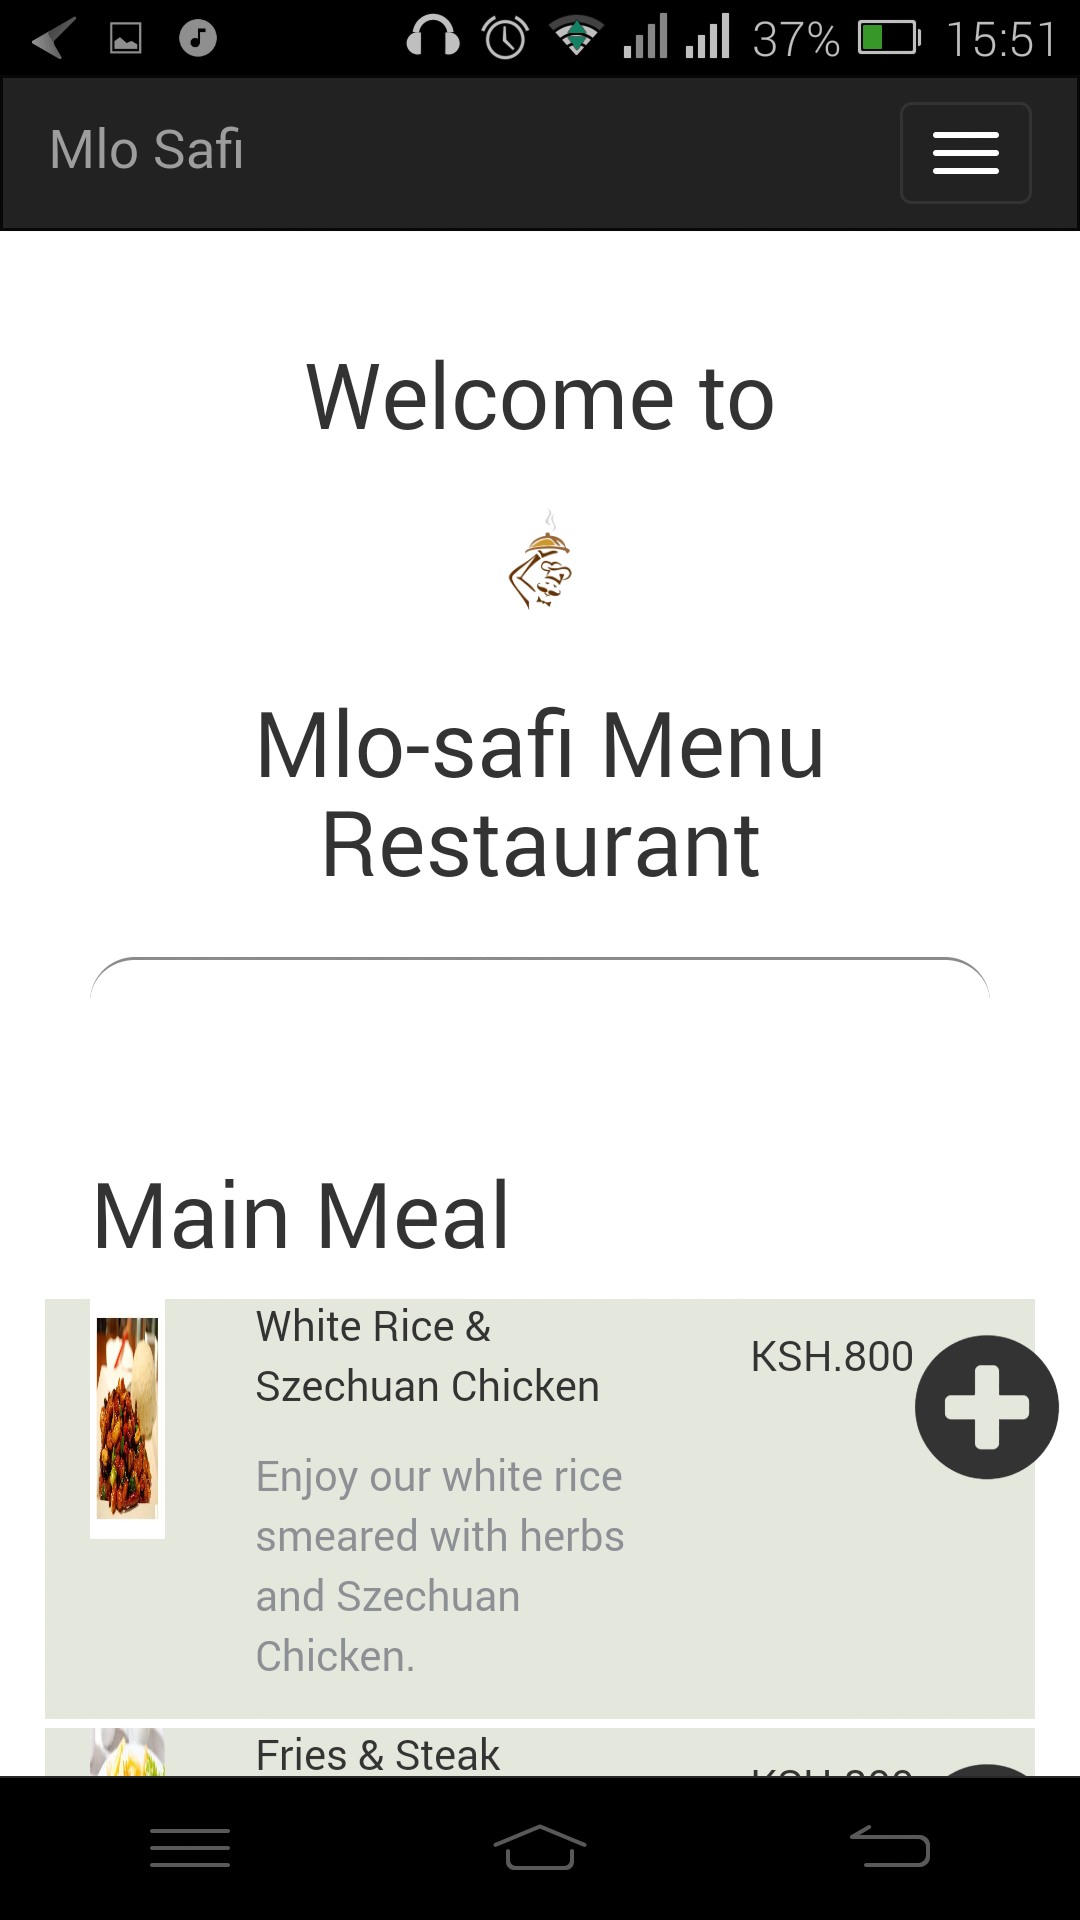 37% 15:51
Mlo Safi
Welcome to
Mlo-safi Menu
Restaurant
Main Meal
White Rice &
Szechuan Chicken
KSH.800
Enjoy our white rice
smeared with herbs
and Szechuan
Chicken.
Fries & Steak